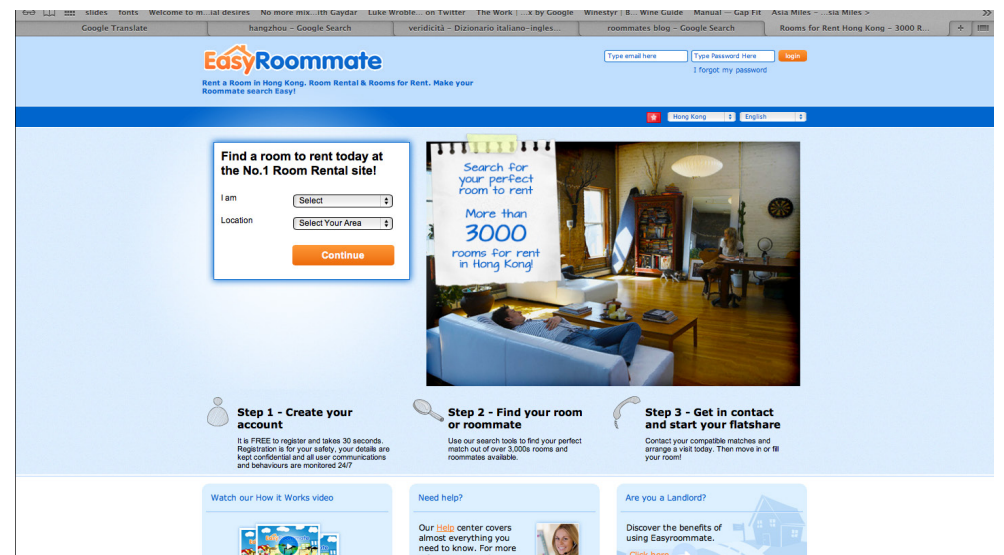 slides fonts Welcome to m...ial desires No more mix...ith Gaydar Luke Wroble... on Twitter The Work | ...x by Google Winestyr | B... Wine Guide Manual — Gap Fit Asia Miles – ...sia Miles >
Google Translate
hangzhou – Google Search
veridicità – Dizionario italiano-ingles...
roommates blog – Google Search
Rooms for Rent Hong Kong – 3000 R...
EasyRoommate
Rent a Room in Hong Kong. Room Rental & Rooms for Rent. Make your
Roommate search Easy!
Type email here
Type Password Here
login
I forgot my password
Hong Kong
English
Find a room to rent today at
the No.1 Room Rental site!
I am
Select
Location
Select Your Area
Continue
Search for
your perfect
room to rent
More than
3000
rooms for rent
in Hong Kong!
Step 1 - Create your
account
It is FREE to register and takes 30 seconds.
Registration is for your safety, your details are
kept confidential and all user communications
and behaviours are monitored 24/7
Step 2 - Find your room
or roommate
Use our search tools to find your perfect
match out of over 3,000s rooms and
roommates available.
Step 3 - Get in contact
and start your flatshare
Contact your compatible matches and
arrange a visit today. Then move in or fill
your room!
Watch our How it Works video
Need help?
Our Help center covers
almost everything you
need to know. For more
Are you a Landlord?
Discover the benefits of
using Easyroommate.
Click here